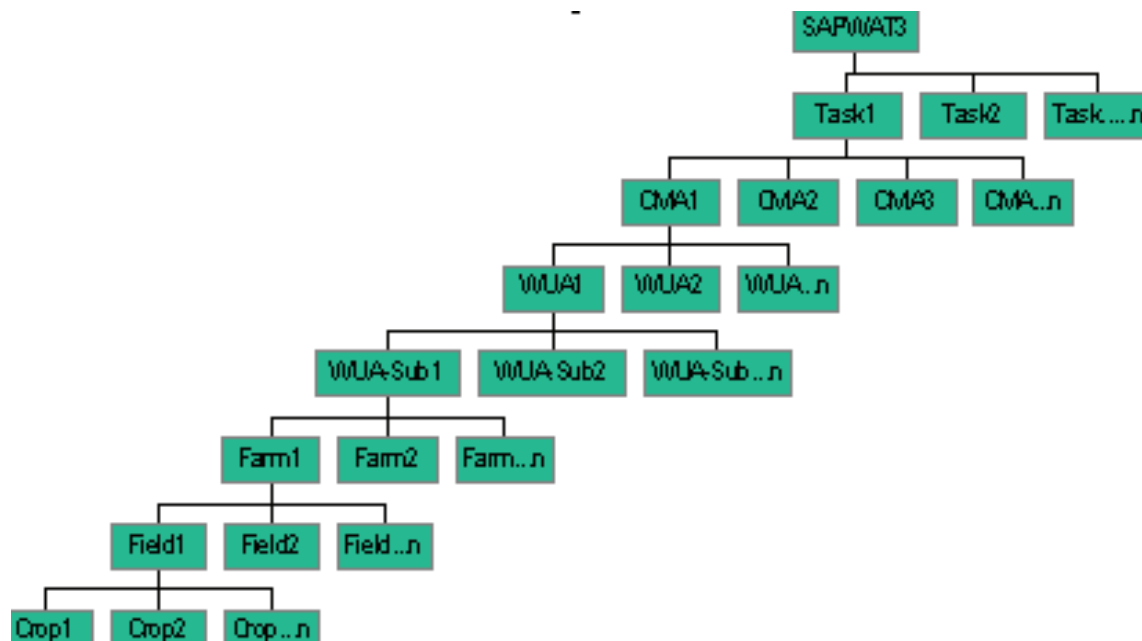 SAPWAT3
Task1 Task2 Task.....n
CMA1 CMA2 CMA3 CMA...n
WUA1 WUA2 WUA...n
WUA-Sub1 WUA-Sub2 WUA-Sub....n
Farm1 Farm2 Farm....n
Field1 Field2 Field....n
Crop1 Crop2 Crop....n